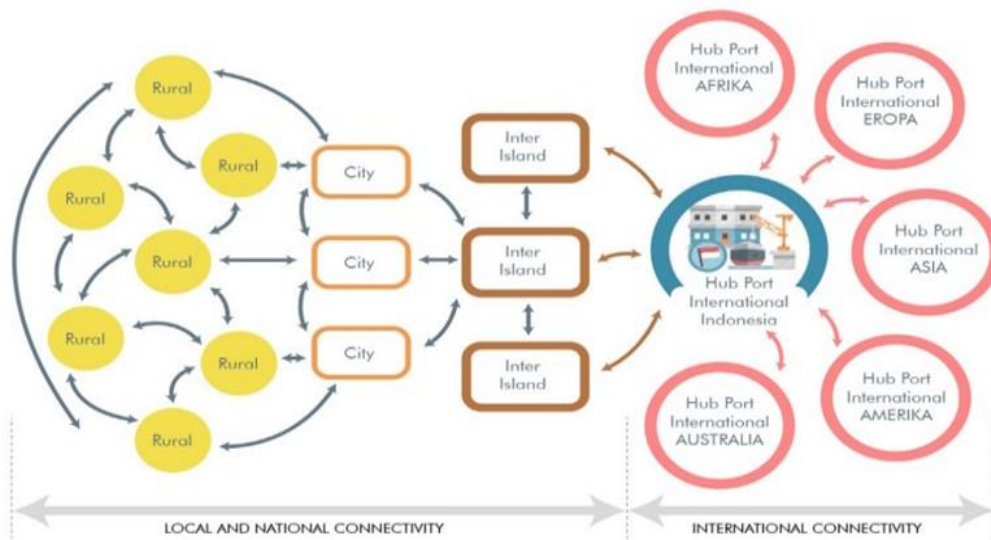 Rural
Rural
Rural
Rural
Rural
Rural
Rural
City
City
City
Inter
Island
Inter
Island
Inter
Island
Hub Port
International
Indonesia
Hub Port
International
AFRIKA
Hub Port
International
EROPA
Hub Port
International
ASIA
Hub Port
International
AMERIKA
Hub Port
International
AUSTRALIA
LOCAL AND NATIONAL CONNECTIVITY
INTERNATIONAL CONNECTIVITY